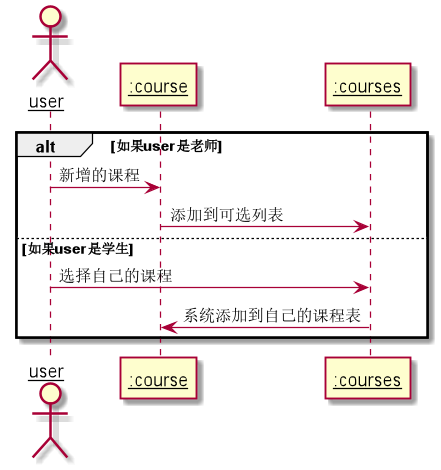 user
:course
:courses
alt
[如果user是老师]
新增的课程
添加到可选列表
[如果user是学生]
选择自己的课程
系统添加到自己的课程表
user
:course
:courses